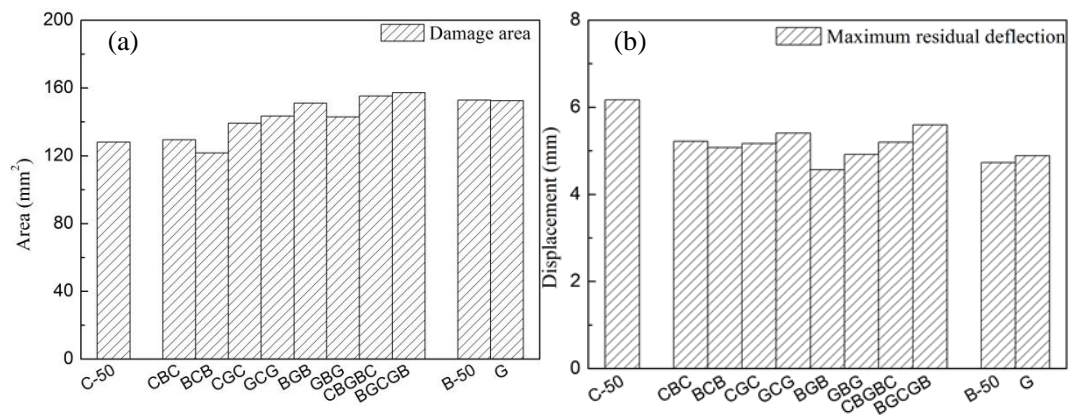 (a)
Damage area
Area (mm²)
200
160
120
80
40
0
C-50
CBC
BCB
CGC
GCG
BGB
GBG
CBGBC
BGCGB
B-50
G
(b)
Maximum residual deflection
Displacement (mm)
8
6
4
2
0
C-50
CBC
BCB
CGC
GCG
BGB
GBG
CBGBC
BGCGB
B-50
G